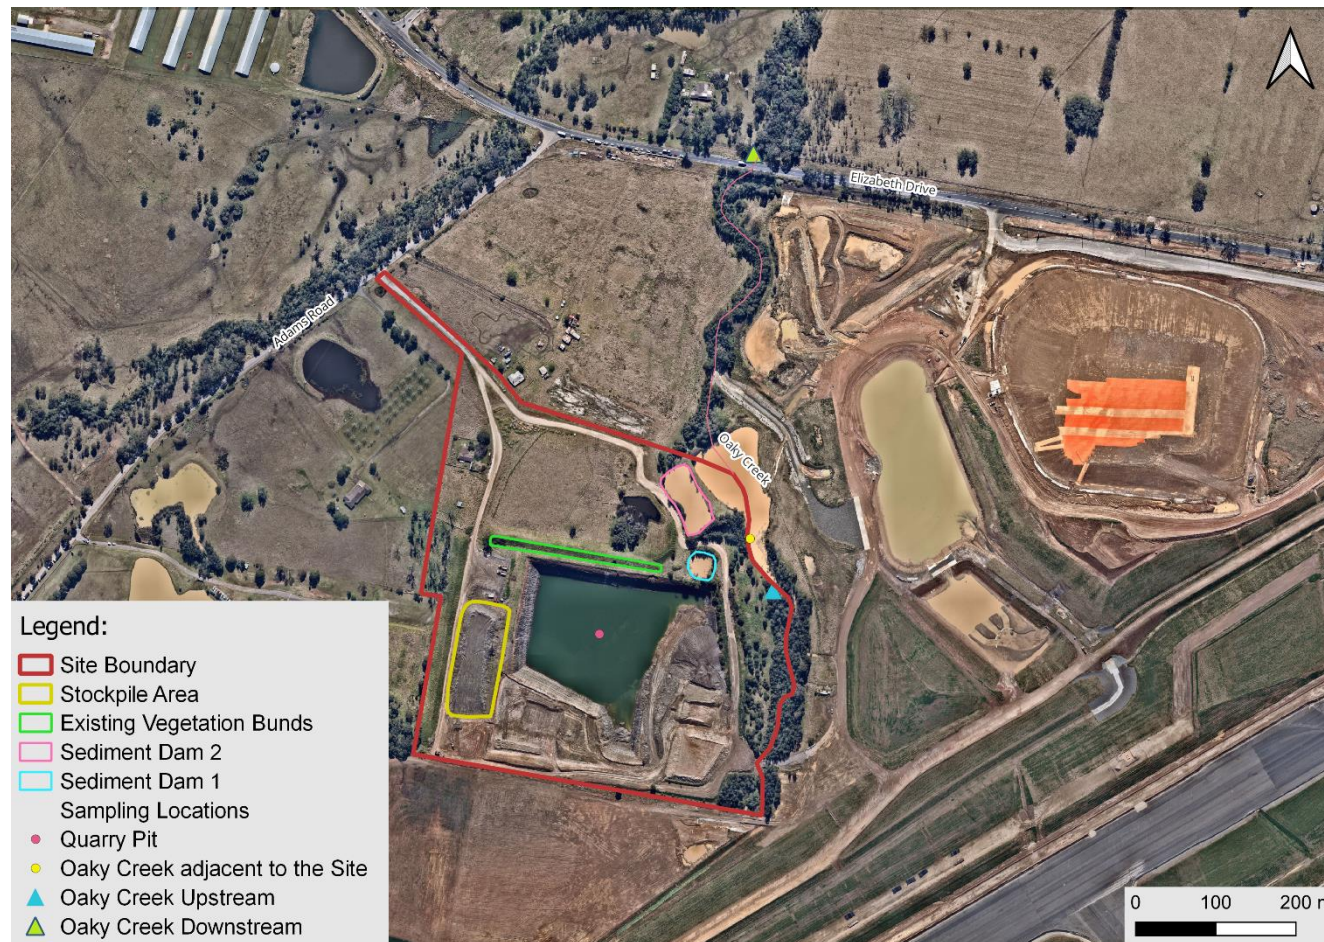 Elizabeth Drive
Adams Road
Oaky Creek
Legend:
Site Boundary
Stockpile Area
Existing Vegetation Bunds
Sediment Dam 2
Sediment Dam 1
Sampling Locations
Quarry Pit
Oaky Creek adjacent to the Site
Oaky Creek Upstream
Oaky Creek Downstream
0 100 200 m